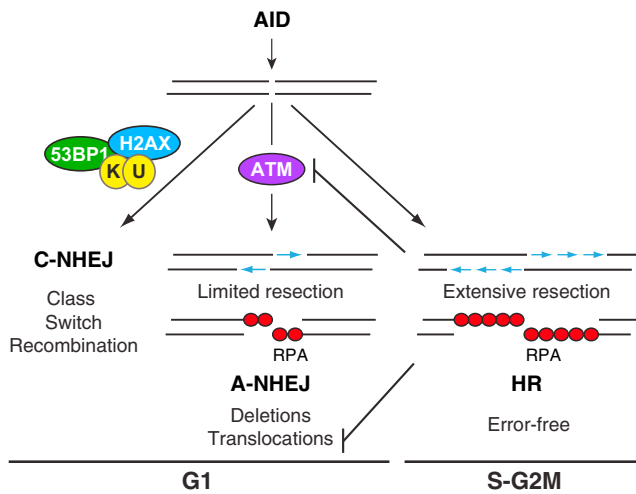 AID
53BP1
H2AX
K U
ATM
C-NHEJ
Class
Switch
Recombination
Limited resection
RPA
A-NHEJ
Deletions
Translocations
Extensive resection
RPA
HR
Error-free
G1
S-G2M